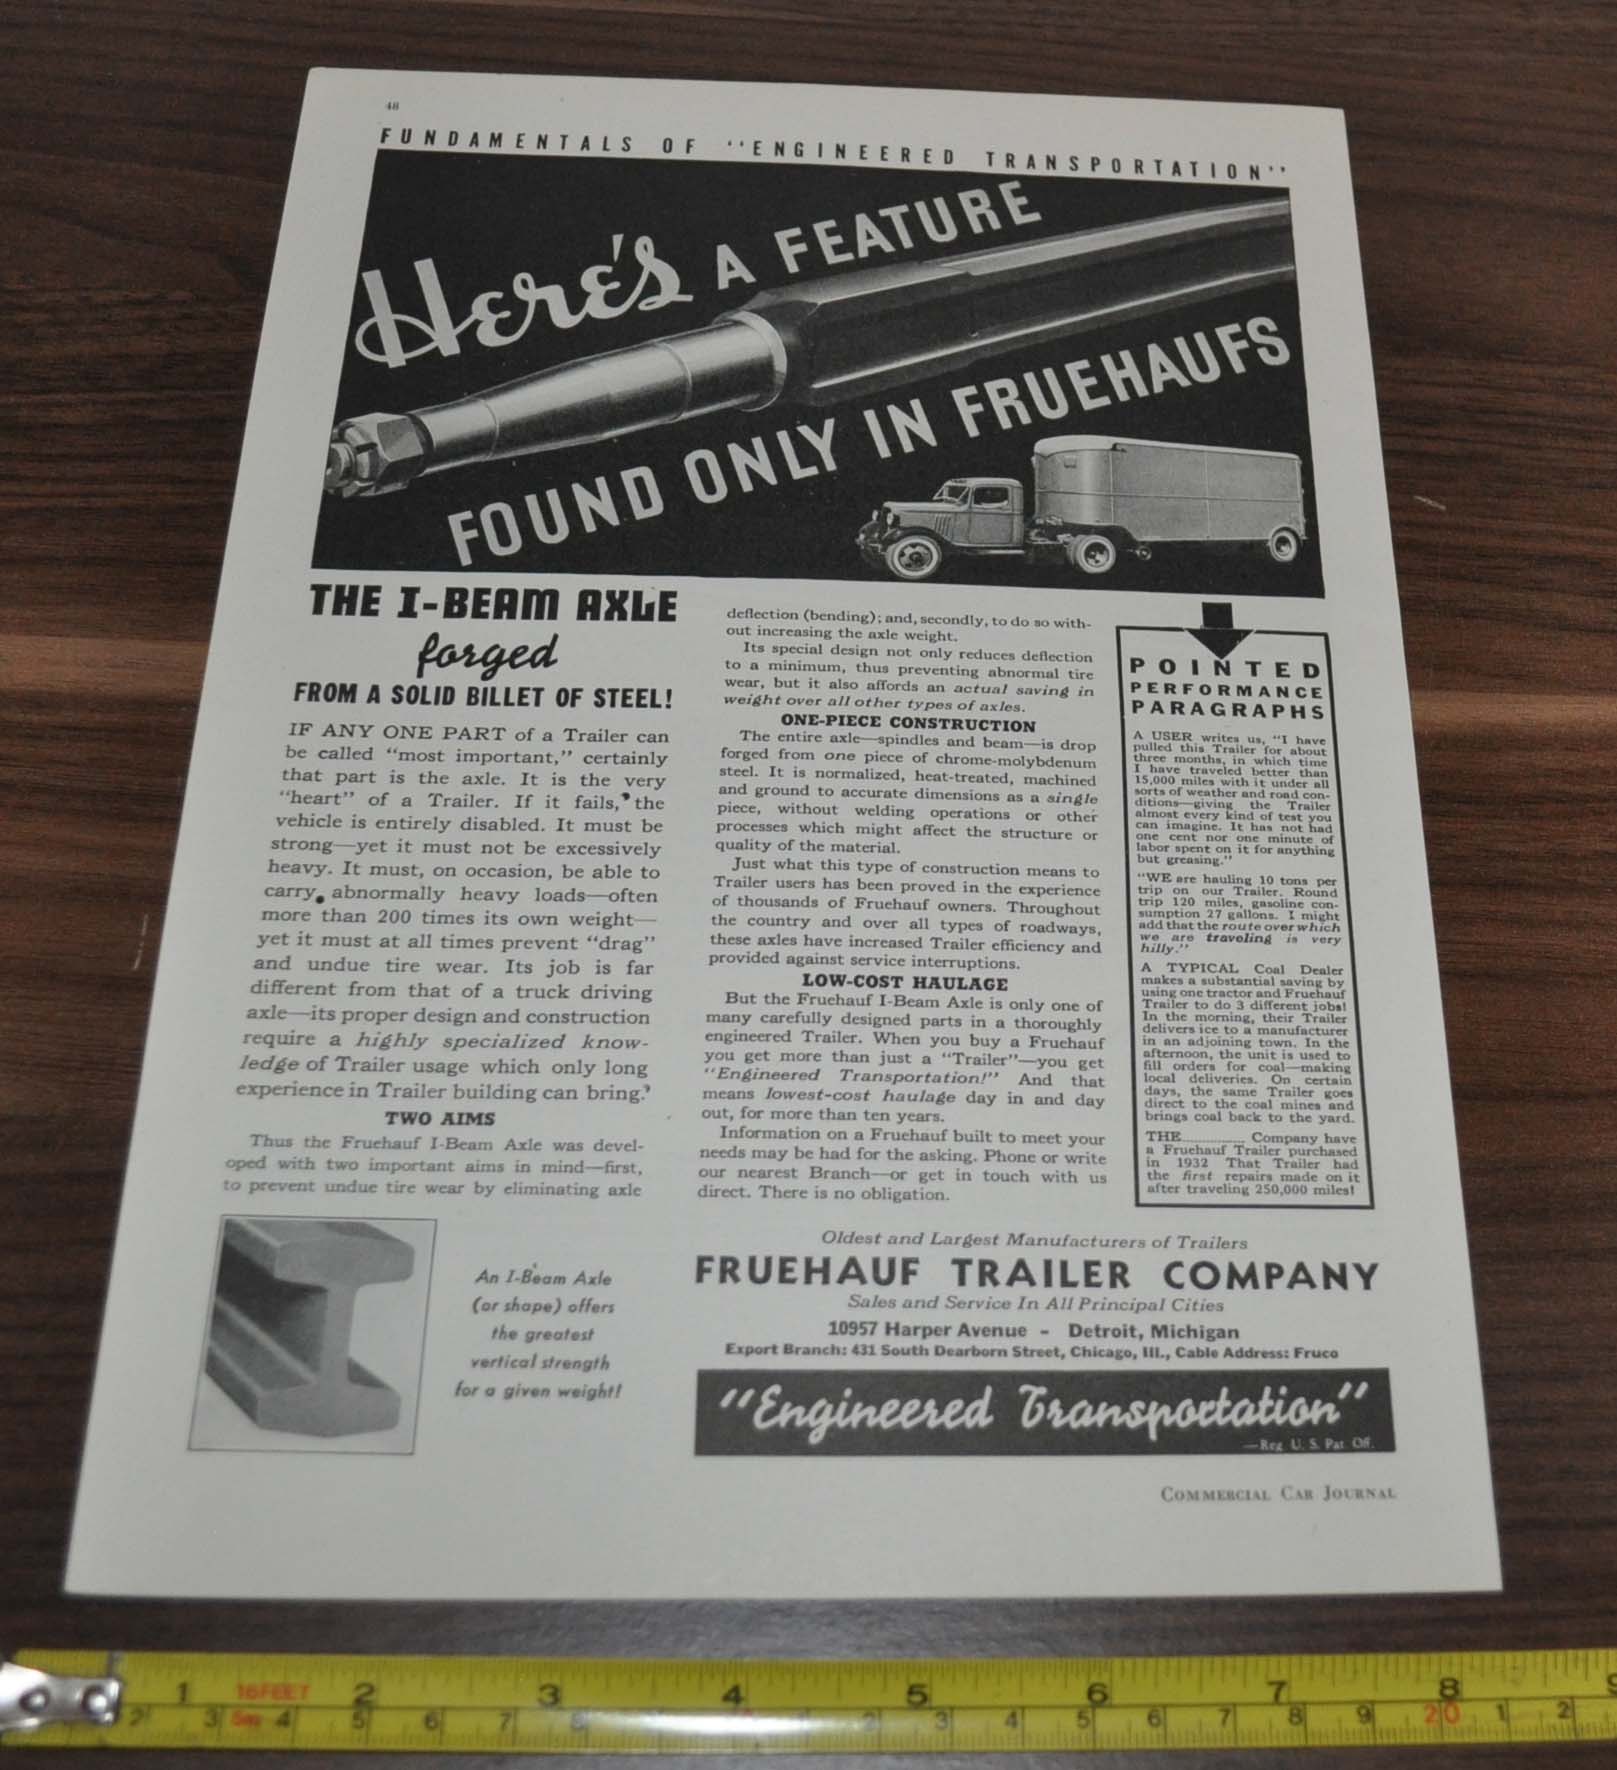 48
FUNDAMENTALS OF "ENGINEERED TRANSPORTATION"
Here's A FEATURE
FOUND ONLY IN FRUEHAUFS
THE I-BEAM AXLE
forged
FROM A SOLID BILLET OF STEEL!
IF ANY ONE PART of a Trailer can
be called "most important," certainly
that part is the axle. It is the very
"heart" of a Trailer. If it fails, the
vehicle is entirely disabled. It must be
strong—yet it must not be excessively
heavy. It must, on occasion, be able to
carry abnormally heavy loads—often
more than 200 times its own weight—
yet it must at all times prevent "drag"
and undue tire wear. Its job is far
different from that of a truck driving
axle—its proper design and construction
require a highly specialized know-
ledge of Trailer usage which only long
experience in Trailer building can bring.
TWO AIMS
Thus the Fruehauf I-Beam Axle was devel-
oped with two important aims in mind—first,
to prevent undue tire wear by eliminating axle
deflection (bending); and, secondly, to do so with-
out increasing the axle weight.
Its special design not only reduces deflection
to a minimum, thus preventing abnormal tire
wear, but it also affords an actual saving in
weight over all other types of axles.
ONE-PIECE CONSTRUCTION
The entire axle—spindles and beam—is drop
forged from one piece of chrome-molybdenum
steel. It is normalized, heat-treated, machined
and ground to accurate dimensions as a single
piece, without welding operations or other
processes which might affect the structure or
quality of the material.
Just what this type of construction means to
Trailer users has been proved in the experience
of thousands of Fruehauf owners. Throughout
the country and over all types of roadways,
these axles have increased Trailer efficiency and
provided against service interruptions.
LOW-COST HAULAGE
But the Fruehauf I-Beam Axle is only one of
many carefully designed parts in a thoroughly
engineered Trailer. When you buy a Fruehauf
you get more than just a "Trailer"—you get
"Engineered Transportation!" And that
means lowest-cost haulage day in and day
out, for more than ten years.
Information on a Fruehauf built to meet your
needs may be had for the asking. Phone or write
our nearest Branch—or get in touch with us
direct. There is no obligation.
POINTED
PERFORMANCE
PARAGRAPHS
A USER writes us, "I have
pulled this Trailer for about
three months, in which time
I have traveled better than
15,000 miles with it under all
sorts of weather and road con-
ditions—giving the Trailer
almost every kind of test you
can imagine. It has not had
one cent nor one minute of
labor spent on it for anything
but greasing."
"WE are hauling 10 tons per
trip on our Trailer. Round
trip 120 miles, gasoline con-
sumption 27 gallons. I might
add that the route over which
we are traveling is very
hilly."
A TYPICAL Coal Dealer
makes a substantial saving by
using one tractor and Fruehauf
Trailer to do 3 different jobs!
In the morning, their Trailer
delivers ice to a manufacturer
in an adjoining town. In the
afternoon, the unit is used to
fill orders for coal—making
local deliveries. On certain
days, the same Trailer goes
direct to the coal mines and
brings coal back to the yard.
THE............... Company have
a Fruehauf Trailer purchased
in 1932 That Trailer had
the first repairs made on it
after traveling 250,000 miles!
An I-Beam Axle
(or shape) offers
the greatest
vertical strength
for a given weight!
Oldest and Largest Manufacturers of Trailers
FRUEHAUF TRAILER COMPANY
Sales and Service In All Principal Cities
10957 Harper Avenue - Detroit, Michigan
Export Branch: 431 South Dearborn Street, Chicago, Ill., Cable Address: Fruco
"Engineered Transportation"
—Reg. U. S. Pat. Off.
COMMERCIAL CAR JOURNAL
1 16FEET 2 3 4 5 6 7 8 9
2 3 5m 4 5 6 7 8 2 3 4 5 6 7 8 9 20 1 2